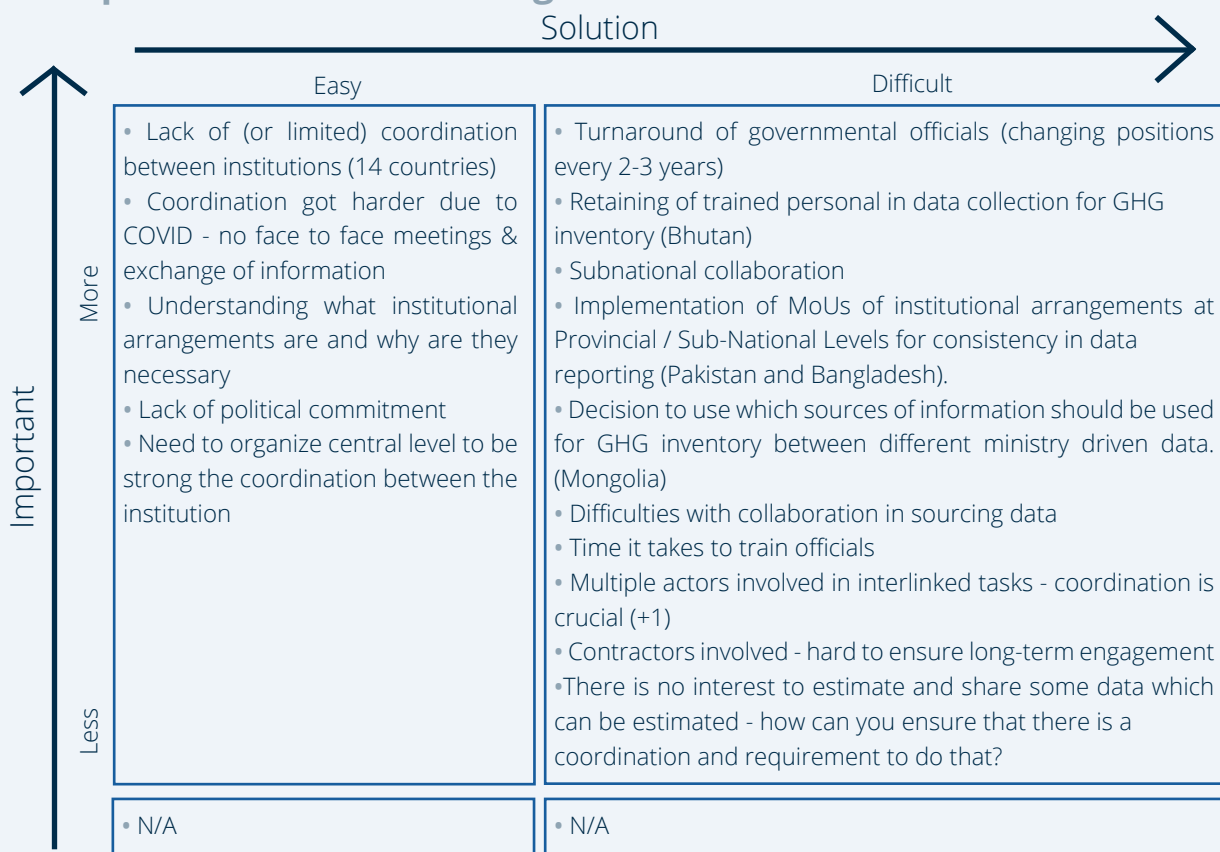 Solution
Easy
Difficult
Important
More
Less
• Lack of (or limited) coordination
between institutions (14 countries)
• Coordination got harder due to
COVID - no face to face meetings &
exchange of information
• Understanding what institutional
arrangements are and why are they
necessary
• Lack of political commitment
• Need to organize central level to be
strong the coordination between the
institution
• Turnaround of governmental officials (changing positions
every 2-3 years)
• Retaining of trained personal in data collection for GHG
inventory (Bhutan)
• Subnational collaboration
• Implementation of MoUs of institutional arrangements at
Provincial / Sub-National Levels for consistency in data
reporting (Pakistan and Bangladesh).
• Decision to use which sources of information should be used
for GHG inventory between different ministry driven data.
(Mongolia)
• Difficulties with collaboration in sourcing data
• Time it takes to train officials
• Multiple actors involved in interlinked tasks - coordination is
crucial (+1)
• Contractors involved - hard to ensure long-term engagement
•There is no interest to estimate and share some data which
can be estimated - how can you ensure that there is a
coordination and requirement to do that?
• N/A
• N/A